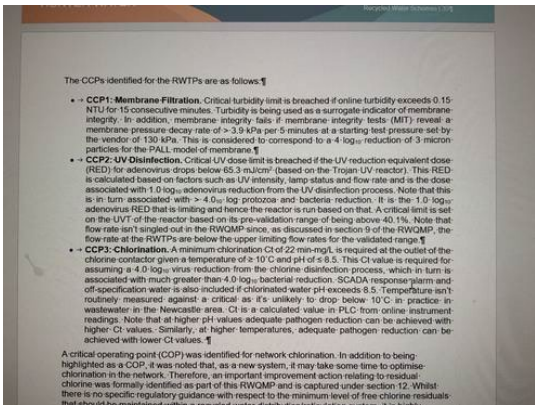 Recycled Water Schemes | 305
The CCPs identified for the RWTPs are as follows:¶
• → CCP1: Membrane Filtration. Critical turbidity limit is breached if online turbidity exceeds 0.15
NTU for 15 consecutive minutes. Turbidity is being used as a surrogate indicator of membrane
integrity. In addition, membrane integrity fails if membrane integrity tests (MIT) reveal a
membrane pressure decay rate of > 3.9 kPa per 5 minutes at a starting test pressure set by
the vendor of 130 kPa. This is considered to correspond to a 4 log₁₀ reduction of 3 micron
particles for the PALL model of membrane.¶
• → CCP2: UV Disinfection. Critical UV dose limit is breached if the UV reduction equivalent dose
(RED) for adenovirus drops below 65.3 mJ/cm² (based on the Trojan UV reactor). This RED
is calculated based on factors such as UV intensity, lamp status and flow rate and is the dose
associated with 1.0 log₁₀ adenovirus reduction from the UV disinfection process. Note that this
is in turn associated with > 4.0₁₀ log protozoa and bacteria reduction. It is the 1.0 log₁₀
adenovirus RED that is limiting and hence the reactor is run based on that. A critical limit is set
on the UVT of the reactor based on its pre-validation range of being above 40.1%. Note that
flow rate isn't singled out in the RWQMP since, as discussed in section 9 of the RWQMP, the
flow rate at the RWTPs are below the upper limiting flow rates for the validated range.¶
• → CCP3: Chlorination. A minimum chlorination Ct of 22 min-mg/L is required at the outlet of the
chlorine contactor given a temperature of ≥ 10°C and pH of ≤ 8.5. This Ct value is required for
assuming a 4.0 log₁₀ virus reduction from the chlorine disinfection process, which in turn is
associated with much greater than 4.0 log₁₀ bacterial reduction. SCADA response alarm and
off-specification water is also included if chlorinated water pH exceeds 8.5. Temperature isn't
routinely measured against a critical as it's unlikely to drop below 10°C in practice in
wastewater in the Newcastle area. Ct is a calculated value in PLC from online instrument
readings. Note that at higher pH values adequate pathogen reduction can be achieved with
higher Ct values. Similarly, at higher temperatures, adequate pathogen reduction can be
achieved with lower Ct values. ¶
A critical operating point (COP) was identified for network chlorination. In addition to being
highlighted as a COP, it was noted that, as a new system, it may take some time to optimise
chlorination in the network. Therefore, an important improvement action relating to residual
chlorine was formally identified as part of this RWQMP and is captured under section 12. Whilst
there is no specific regulatory guidance with respect to the minimum level of free chlorine residuals